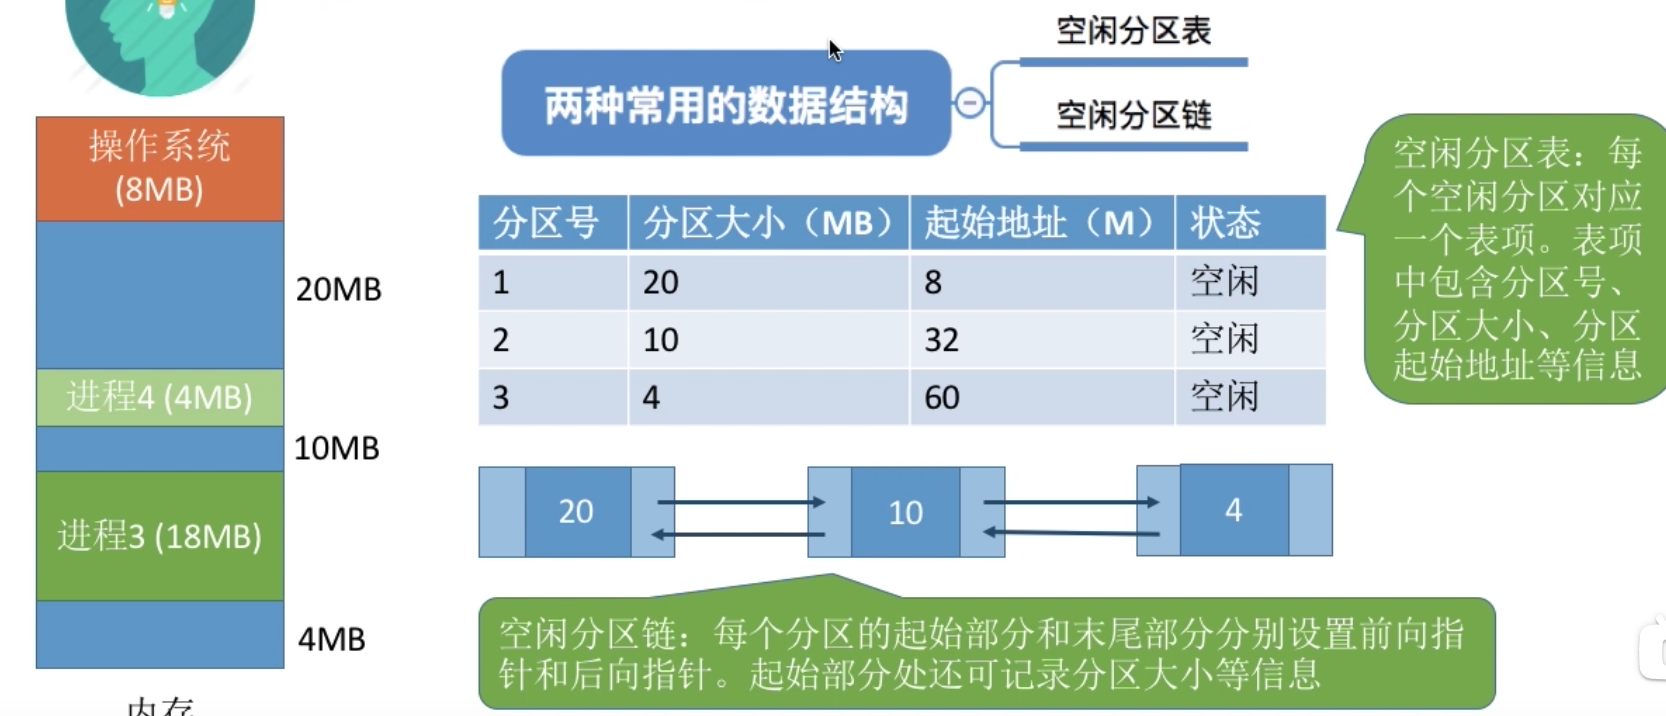 空闲分区表
两种常用的数据结构
空闲分区链
操作系统
(8MB)
20MB
进程4 (4MB)
10MB
进程3 (18MB)
4MB
内存
分区号 分区大小（MB） 起始地址（M） 状态
1 20 8 空闲
2 10 32 空闲
3 4 60 空闲
空闲分区表：每
个空闲分区对应
一个表项。表项
中包含分区号、
分区大小、分区
起始地址等信息
20 10 4
空闲分区链：每个分区的起始部分和末尾部分分别设置前向指
针和后向指针。起始部分处还可记录分区大小等信息